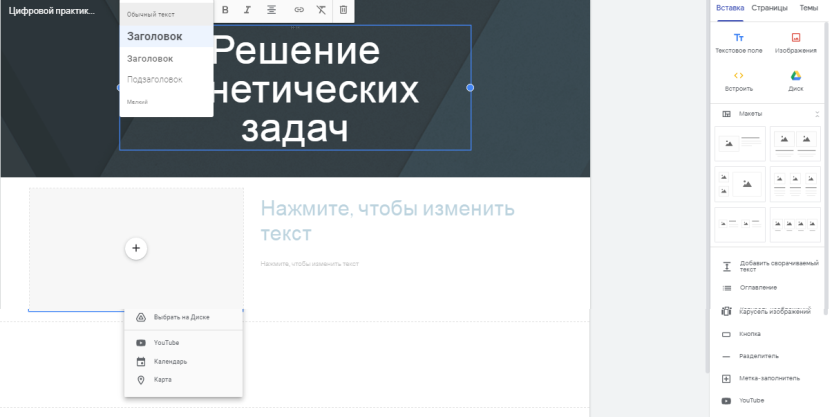 Цифровой практик...
Обычный текст
Заголовок
Заголовок
Подзаголовок
Мелкий
B I
Решение
нетических
задач
Нажмите, чтобы изменить
текст
Нажмите, чтобы изменить текст
Выбрать на Диске
YouTube
Календарь
Карта
Вставка Страницы Темы
Тт
Текстовое поле Изображения
Встроить Диск
Макеты
Добавить сворачиваемый
текст
Оглавление
Карусель изображений
Кнопка
Разделитель
Метка-заполнитель
YouTube